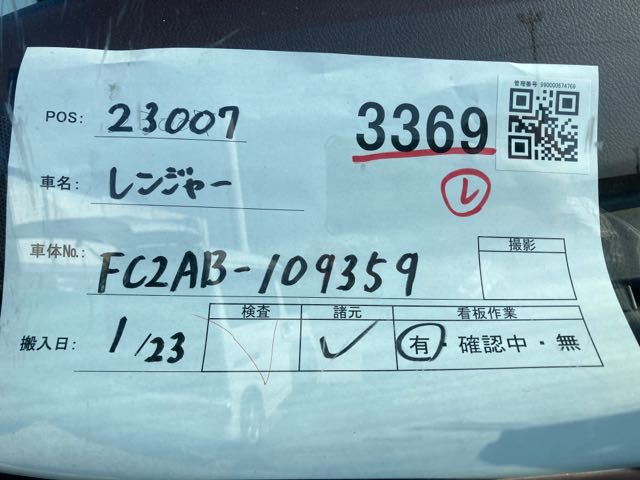 管理番号 990000674769
POS: 23007
3369
車名: レンジャー
レ
車体No.: FC2AB-109359
撮影
搬入日: 1/23
検査 諸元 看板作業
有・確認中・無